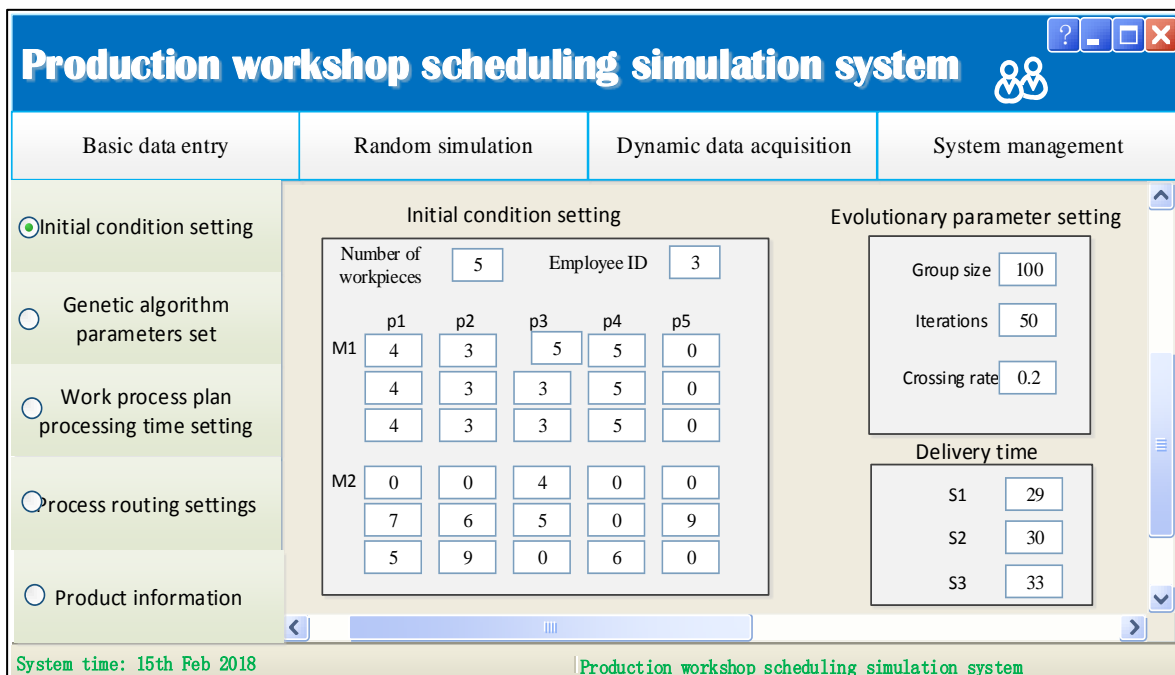 Production workshop scheduling simulation system
?
Basic data entry
Random simulation
Dynamic data acquisition
System management
Initial condition setting
Genetic algorithm
parameters set
Work process plan
processing time setting
Process routing settings
Product information
Initial condition setting
Number of
workpieces
5
Employee ID
3
p1 p2 p3 p4 p5
M1 4 3 5 5 0
4 3 3 5 0
4 3 3 5 0
M2 0 0 4 0 0
7 6 5 0 9
5 9 0 6 0
Evolutionary parameter setting
Group size 100
Iterations 50
Crossing rate 0.2
Delivery time
S1 29
S2 30
S3 33
System time: 15th Feb 2018
Production workshop scheduling simulation system